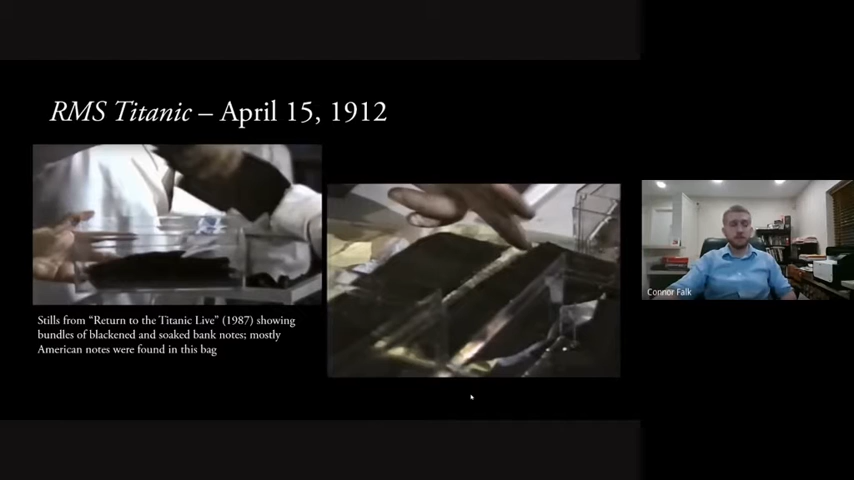 RMS Titanic – April 15, 1912
Stills from “Return to the Titanic Live” (1987) showing
bundles of blackened and soaked bank notes; mostly
American notes were found in this bag
Connor Falk